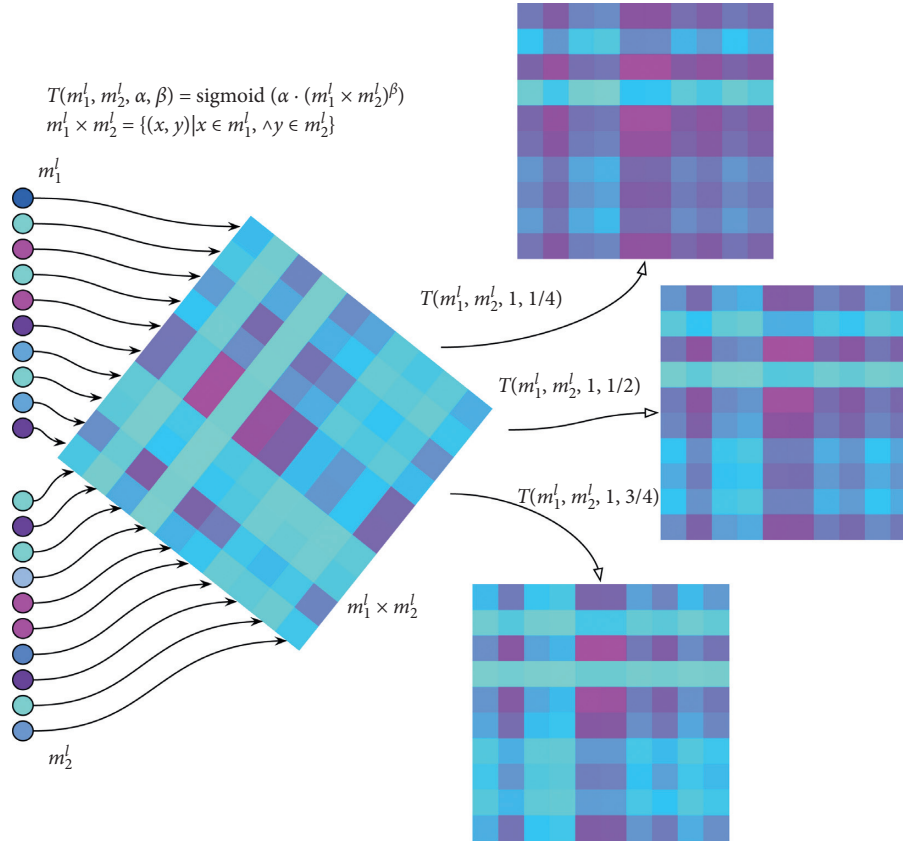 T(m₁ˡ, m₂ˡ, α, β) = sigmoid (α · (m₁ˡ × m₂ˡ)ᵝ)
m₁ˡ × m₂ˡ = {(x, y)|x ∈ m₁ˡ, ∧y ∈ m₂ˡ}
m₁ˡ
T(m₁ˡ, m₂ˡ, 1, 1/4)
T(m₁ˡ, m₂ˡ, 1, 1/2)
T(m₁ˡ, m₂ˡ, 1, 3/4)
m₁ˡ × m₂ˡ
m₂ˡ